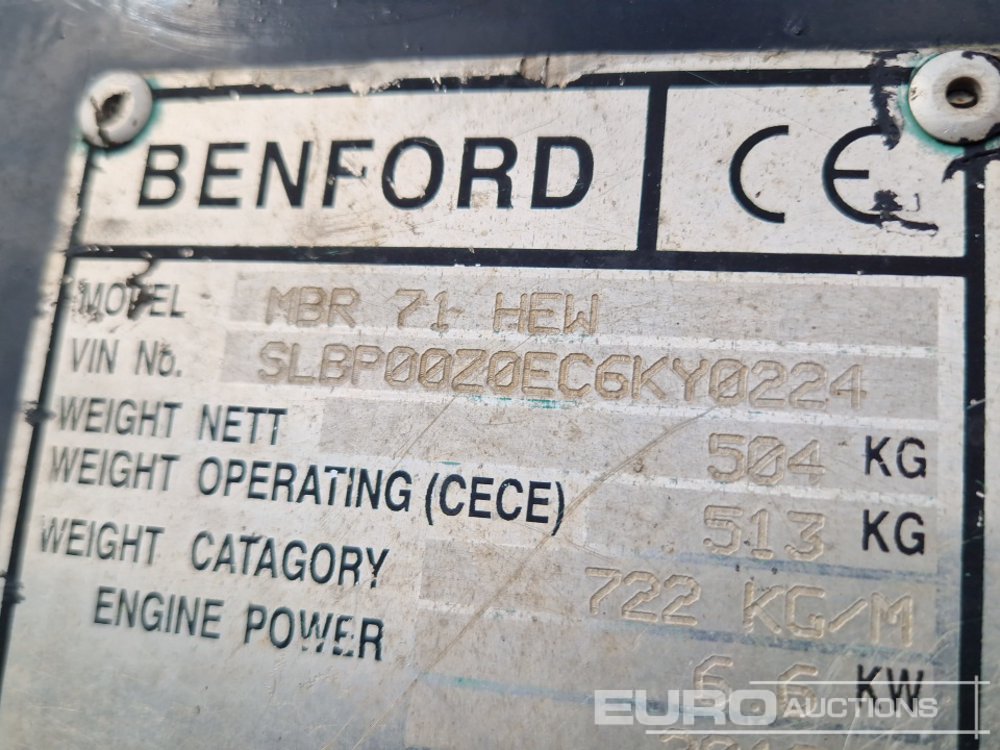 BENFORD CE
MODEL MBR 71 HEW
VIN No. SLBP00Z0EC6KY0224
WEIGHT NETT 504 KG
WEIGHT OPERATING (CECE) 513 KG
WEIGHT CATAGORY 722 KG/M
ENGINE POWER 6.6 KW
EURO AUCTIONS